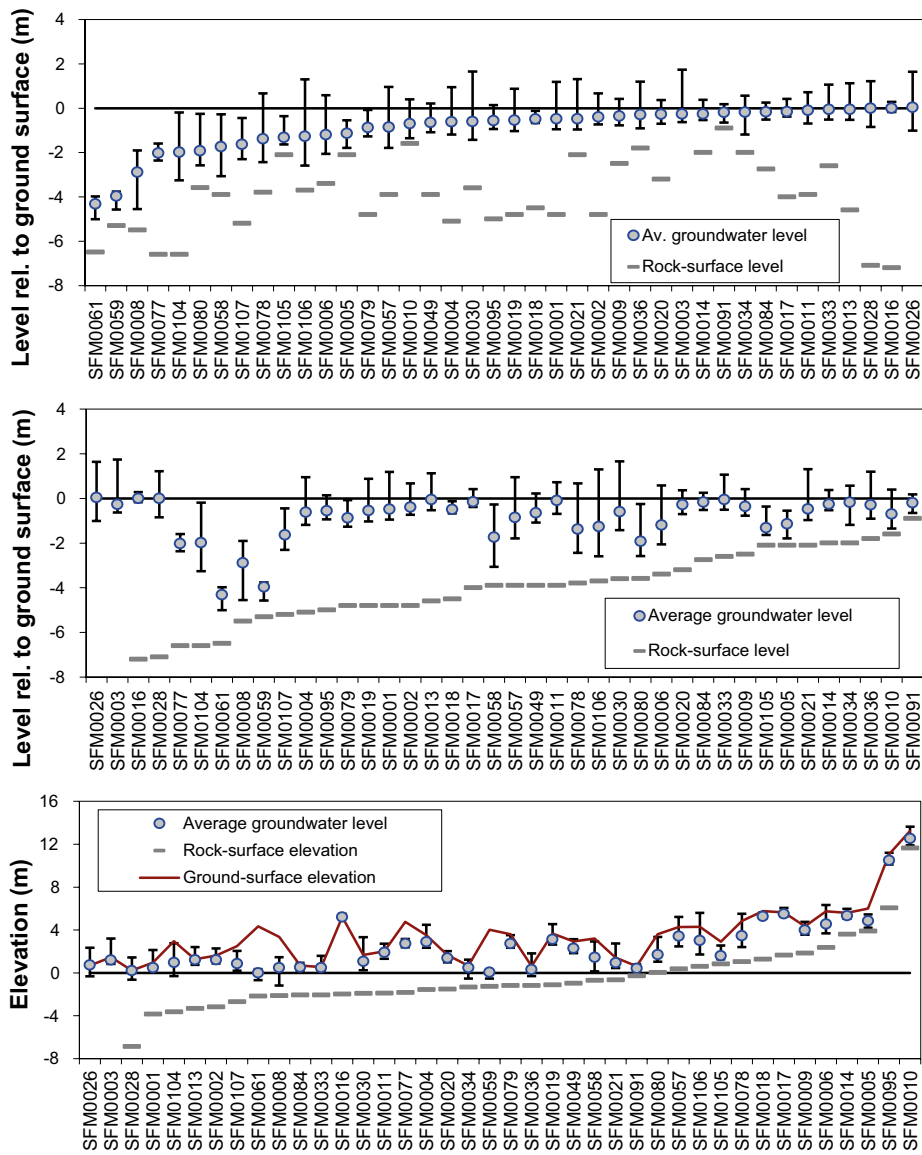 4
2
0
-2
-4
-6
-8
Level rel. to ground surface (m)
Av. groundwater level
Rock-surface level
SFM0061
SFM0059
SFM0008
SFM0077
SFM0104
SFM0080
SFM0058
SFM0107
SFM0078
SFM0105
SFM0106
SFM0006
SFM0005
SFM0079
SFM0057
SFM0010
SFM0049
SFM0004
SFM0030
SFM0095
SFM0019
SFM0018
SFM0001
SFM0021
SFM0002
SFM0009
SFM0036
SFM0020
SFM0003
SFM0014
SFM0091
SFM0034
SFM0084
SFM0017
SFM0011
SFM0033
SFM0013
SFM0028
SFM0016
SFM0026
4
2
0
-2
-4
-6
-8
Level rel. to ground surface (m)
Average groundwater level
Rock-surface level
SFM0026
SFM0003
SFM0016
SFM0028
SFM0077
SFM0104
SFM0061
SFM0008
SFM0059
SFM0107
SFM0004
SFM0095
SFM0079
SFM0019
SFM0001
SFM0002
SFM0013
SFM0018
SFM0017
SFM0058
SFM0057
SFM0049
SFM0011
SFM0078
SFM0106
SFM0030
SFM0080
SFM0006
SFM0020
SFM0084
SFM0033
SFM0009
SFM0105
SFM0005
SFM0021
SFM0014
SFM0034
SFM0036
SFM0010
SFM0091
16
12
8
4
0
-4
-8
Elevation (m)
Average groundwater level
Rock-surface elevation
Ground-surface elevation
SFM0026
SFM0003
SFM0028
SFM0001
SFM0104
SFM0013
SFM0002
SFM0107
SFM0061
SFM0008
SFM0084
SFM0033
SFM0016
SFM0030
SFM0011
SFM0077
SFM0004
SFM0020
SFM0034
SFM0059
SFM0079
SFM0036
SFM0019
SFM0049
SFM0058
SFM0021
SFM0091
SFM0080
SFM0057
SFM0106
SFM0105
SFM0078
SFM0018
SFM0017
SFM0009
SFM0006
SFM0014
SFM0005
SFM0095
SFM0010